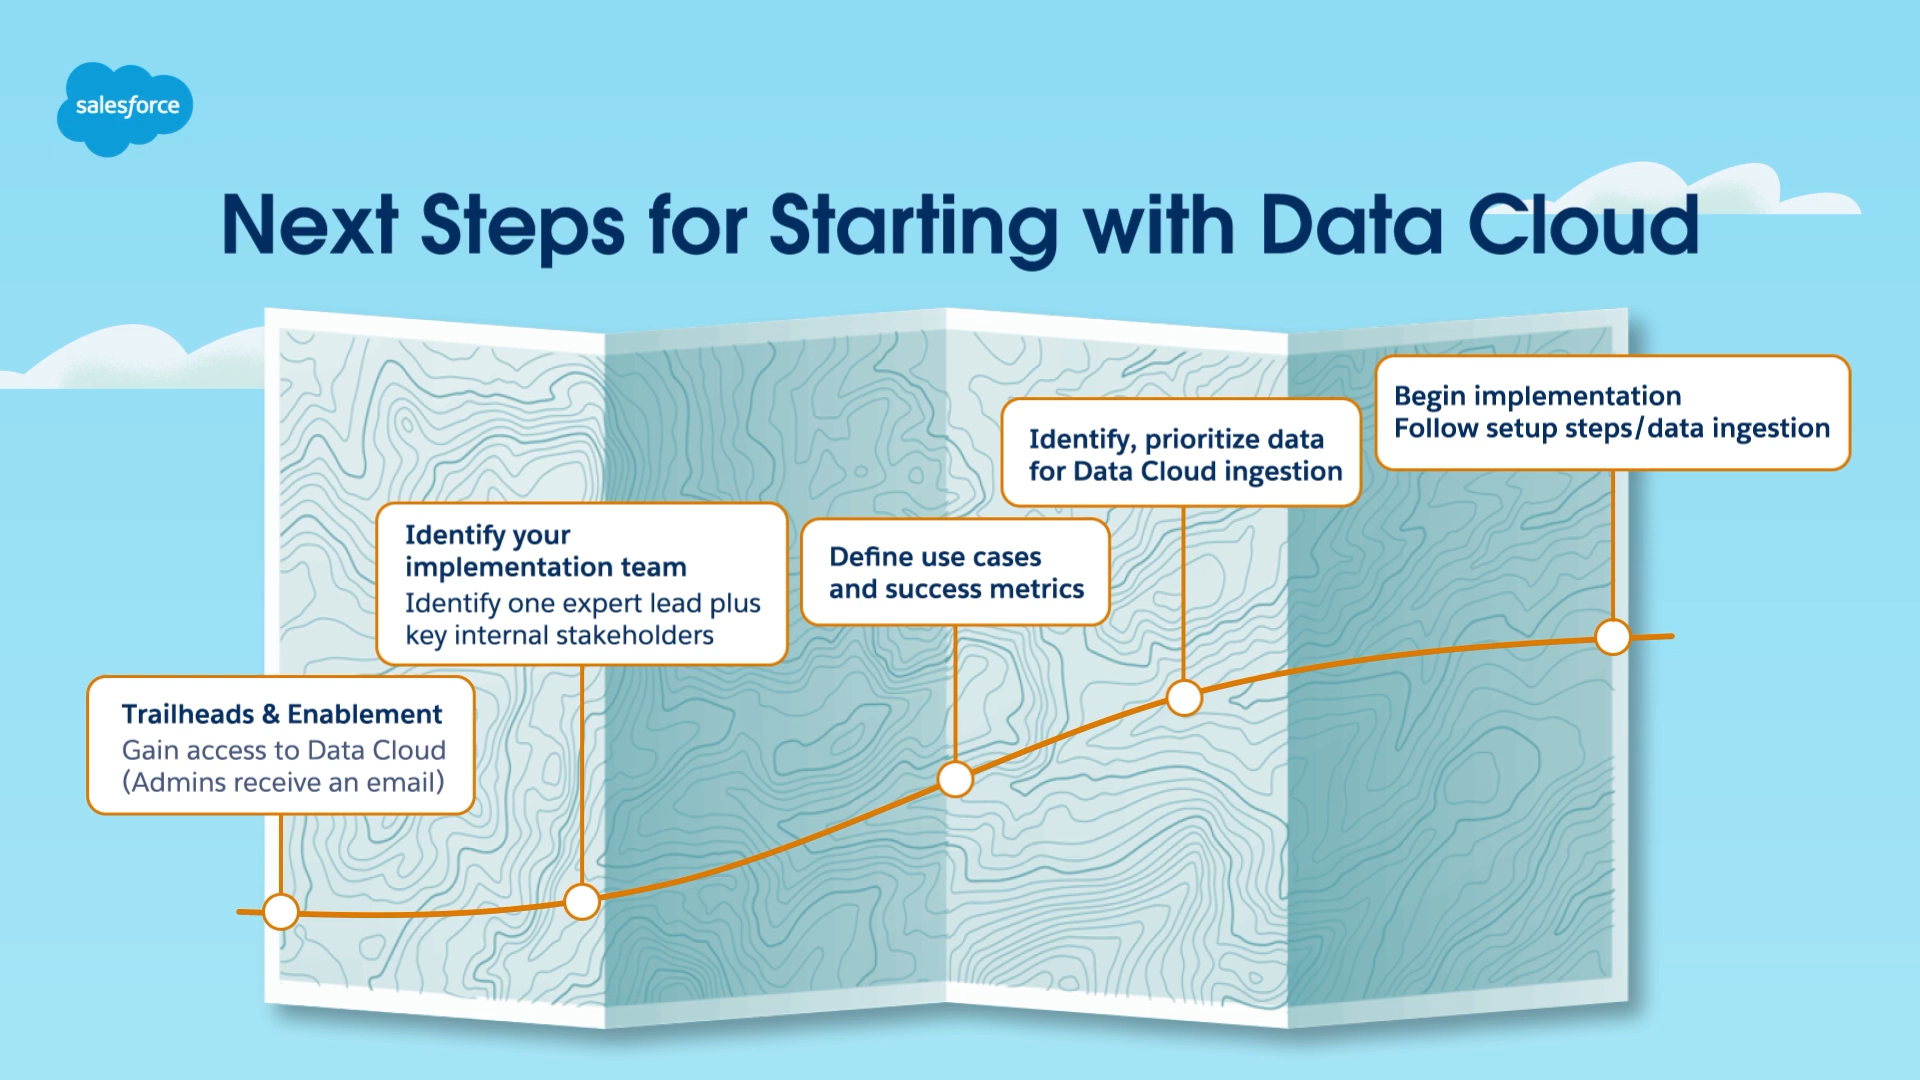 salesforce
Next Steps for Starting with Data Cloud
Trailheads & Enablement
Gain access to Data Cloud
(Admins receive an email)
Identify your
implementation team
Identify one expert lead plus
key internal stakeholders
Define use cases
and success metrics
Identify, prioritize data
for Data Cloud ingestion
Begin implementation
Follow setup steps/data ingestion